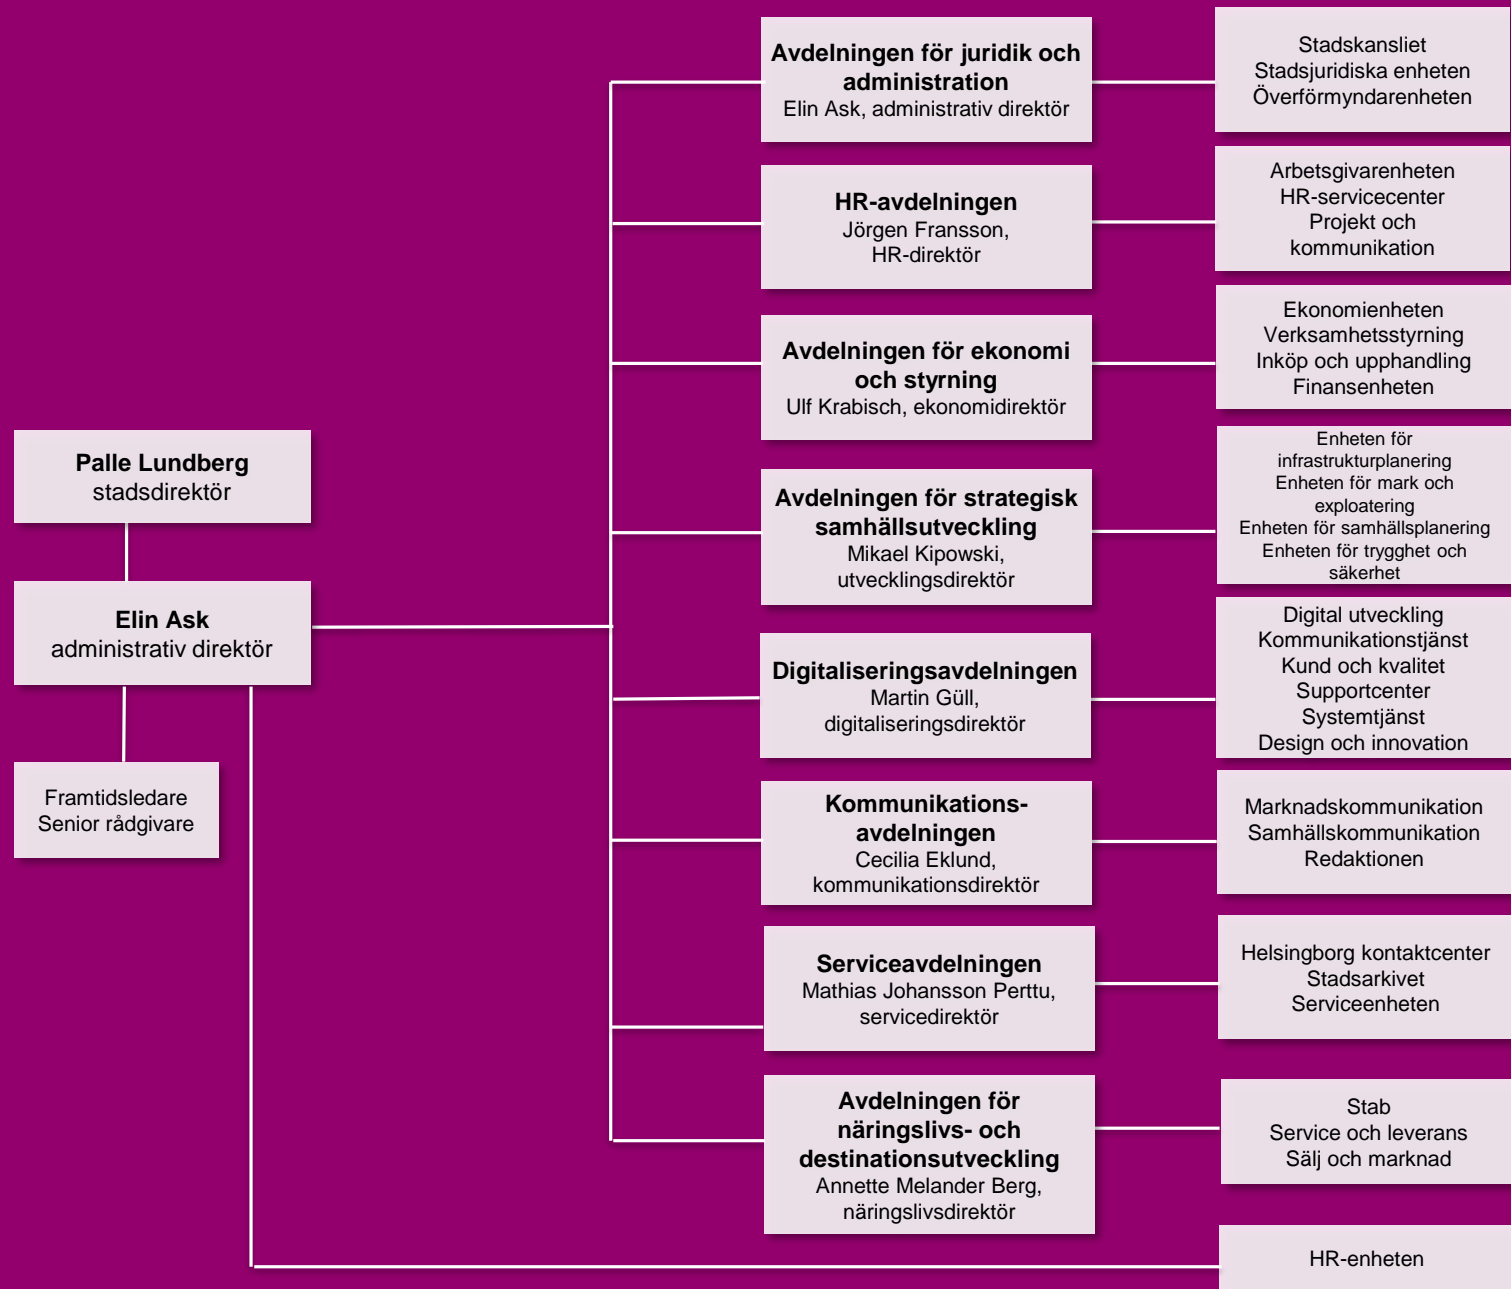 Palle Lundberg
stadsdirektör
Elin Ask
administrativ direktör
Framtidsledare
Senior rådgivare
Avdelningen för juridik och
administration
Elin Ask, administrativ direktör
Stadskansliet
Stadsjuridiska enheten
Överförmyndarenheten
HR-avdelningen
Jörgen Fransson,
HR-direktör
Arbetsgivarenheten
HR-servicecenter
Projekt och
kommunikation
Avdelningen för ekonomi
och styrning
Ulf Krabisch, ekonomidirektör
Ekonomienheten
Verksamhetsstyrning
Inköp och upphandling
Finansenheten
Avdelningen för strategisk
samhällsutveckling
Mikael Kipowski,
utvecklingsdirektör
Enheten för
infrastrukturplanering
Enheten för mark och
exploatering
Enheten för samhällsplanering
Enheten för trygghet och
säkerhet
Digitaliseringsavdelningen
Martin Güll,
digitaliseringsdirektör
Digital utveckling
Kommunikationstjänst
Kund och kvalitet
Supportcenter
Systemtjänst
Design och innovation
Kommunikations-
avdelningen
Cecilia Eklund,
kommunikationsdirektör
Marknadskommunikation
Samhällskommunikation
Redaktionen
Serviceavdelningen
Mathias Johansson Perttu,
servicedirektör
Helsingborg kontaktcenter
Stadsarkivet
Serviceenheten
Avdelningen för
näringslivs- och
destinationsutveckling
Annette Melander Berg,
näringslivsdirektör
Stab
Service och leverans
Sälj och marknad
HR-enheten